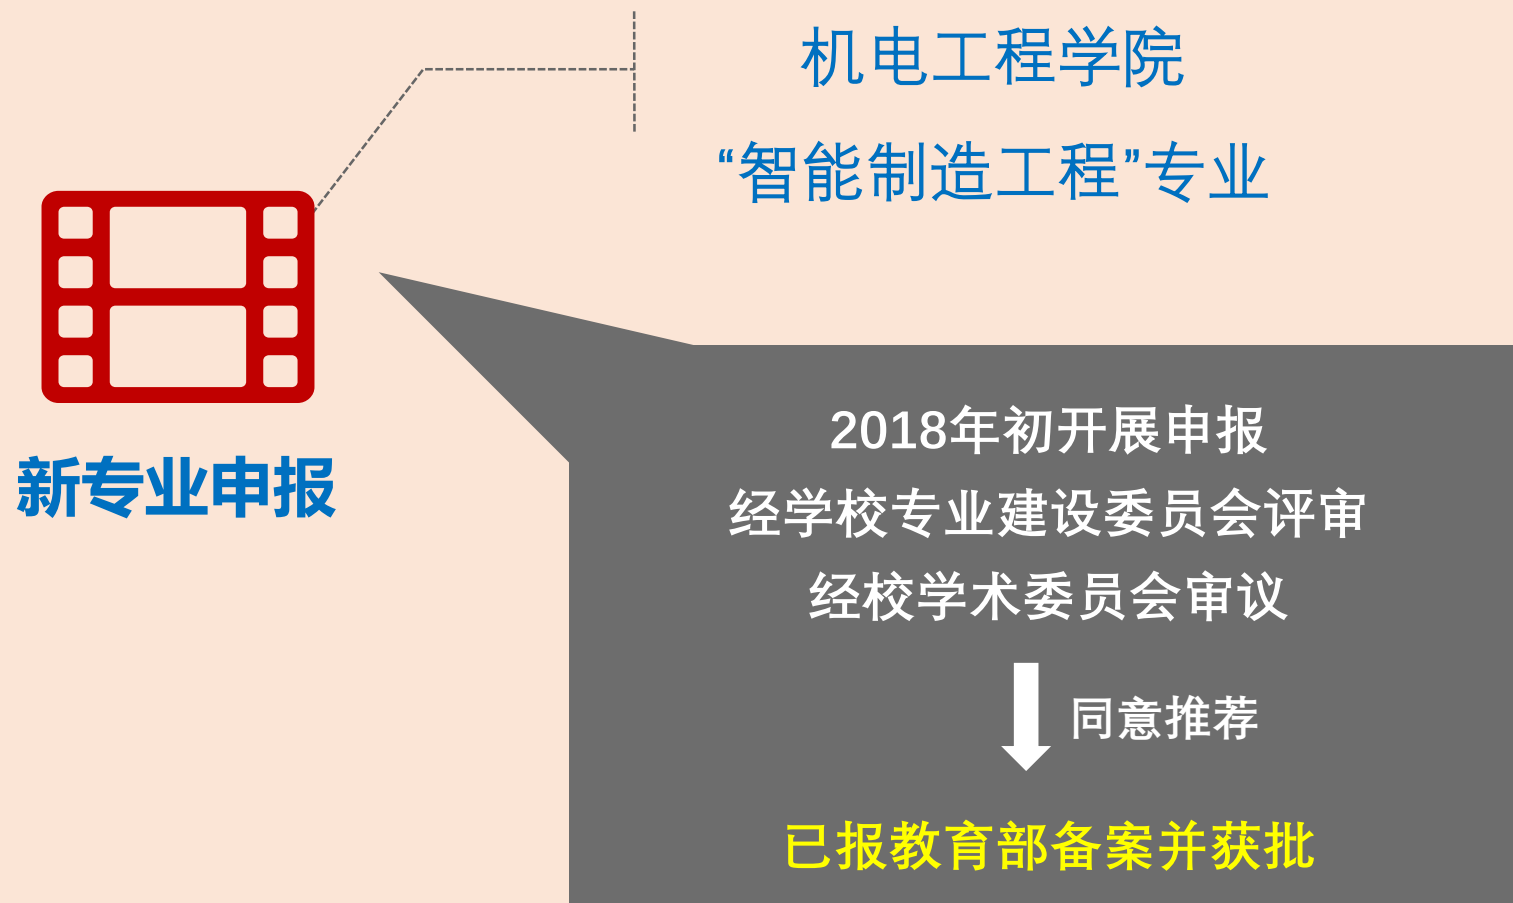 机电工程学院
“智能制造工程”专业
新专业申报
2018年初开展申报
经学校专业建设委员会评审
经校学术委员会审议
同意推荐
已报教育部备案并获批